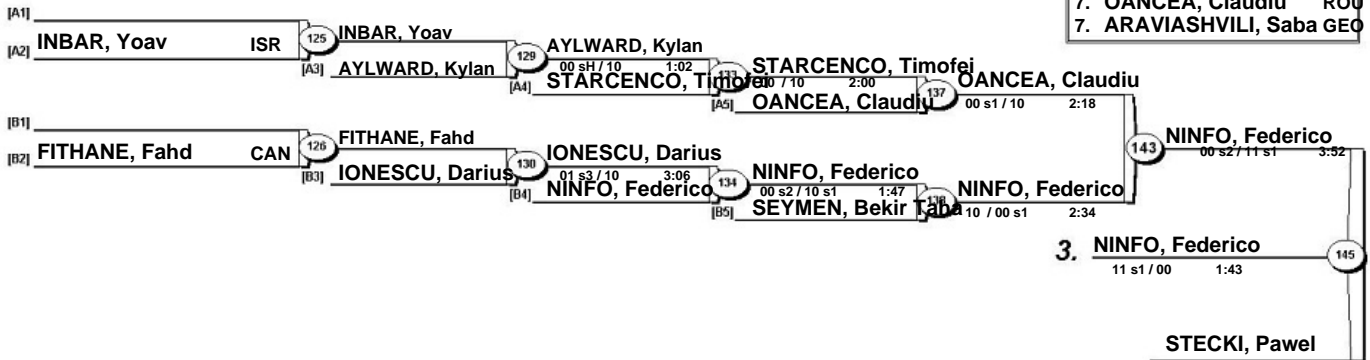 7. OANCEA, Claudiu ROU
7. ARAVIASHVILI, Saba GEO
[A1]
[A2] INBAR, Yoav ISR
125
INBAR, Yoav
[A3] AYLWARD, Kylan
129
AYLWARD, Kylan
00 sH / 10 1:02
[A4] STARCENCO, Timofei
133
STARCENCO, Timofei
00 / 10 2:00
[A5] OANCEA, Claudiu
137
OANCEA, Claudiu
00 s1 / 10 2:18
[B1]
[B2] FITHANE, Fahd CAN
126
FITHANE, Fahd
[B3] IONESCU, Darius
130
IONESCU, Darius
01 s3 / 10 3:06
[B4] NINFO, Federico
134
NINFO, Federico
00 s2 / 10 s1 1:47
[B5] SEYMEN, Bekir Taha
138
NINFO, Federico
10 / 00 s1 2:34
143
NINFO, Federico
00 s2 / 11 s1 3:52
3. NINFO, Federico
11 s1 / 00 1:43
145
STECKI, Pawel